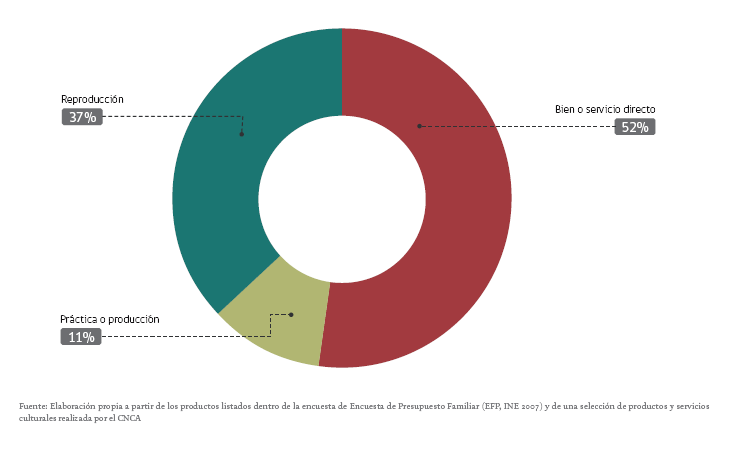 Reproducción
37%
Bien o servicio directo
52%
Práctica o producción
11%
Fuente: Elaboración propia a partir de los productos listados dentro de la encuesta de Encuesta de Presupuesto Familiar (EFP, INE 2007) y de una selección de productos y servicios
culturales realizada por el CNCA